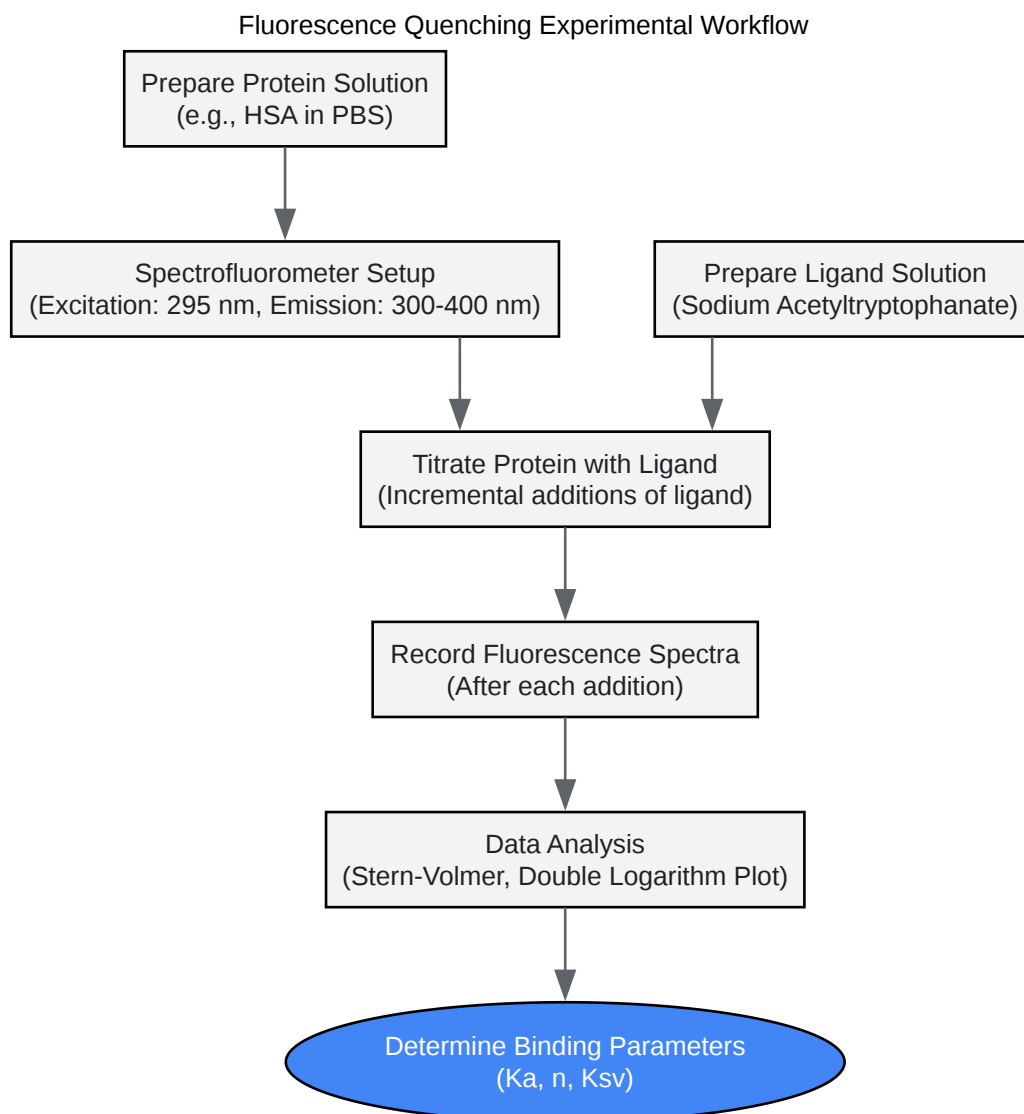 Fluorescence Quenching Experimental Workflow
Prepare Protein Solution
(e.g., HSA in PBS)
Spectrofluorometer Setup
(Excitation: 295 nm, Emission: 300-400 nm)
Prepare Ligand Solution
(Sodium Acetyltryptophanate)
Titrate Protein with Ligand
(Incremental additions of ligand)
Record Fluorescence Spectra
(After each addition)
Data Analysis
(Stern-Volmer, Double Logarithm Plot)
Determine Binding Parameters
(Ka, n, Ksv)